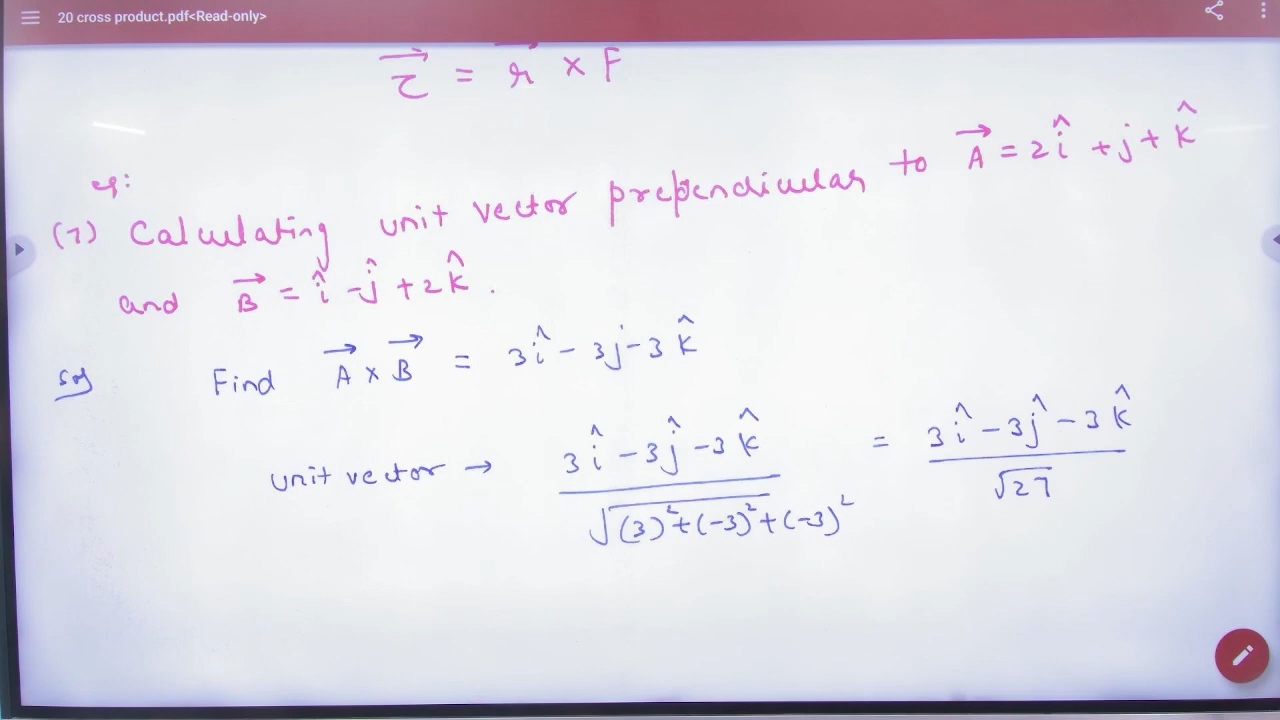 20 cross product.pdf<Read-only>
τ⃗ = r⃗ × F
eg:
(7) Calculating unit vector prependicular to A⃗ = 2î + j + k̂
and B⃗ = î - ĵ + 2k̂ .
Sol Find A⃗ × B⃗ = 3î - 3j - 3k̂
unit vector → (3î - 3ĵ - 3k̂)/√(3)²+(-3)²+(-3)² = (3î - 3ĵ - 3k̂)/√27